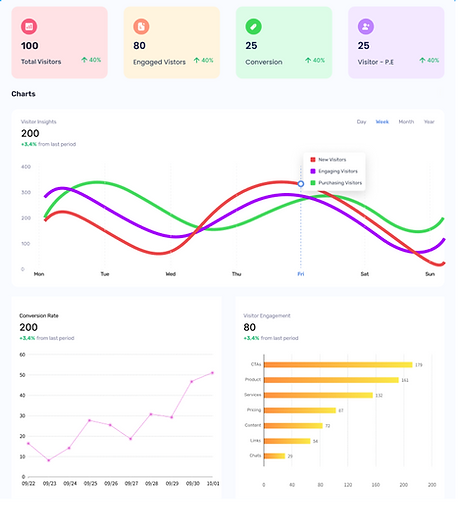 100
Total Visitors
40%
80
Engaged Vistors
40%
25
Conversion
40%
25
Visitor - P.E
40%
Charts
Visitor Insights
Day Week Month Year
200
+3,4% from last period
New Visitors
Engaging Visitors
Purchasing Visitors
400
300
200
100
0
Mon Tue Wed Thu Fri Sat Sun
Conversion Rate
200
+3,4% from last period
60
50
40
30
20
10
0
09/22 09/23 09/24 09/25 09/26 09/27 09/28 09/29 09/30 10/01
Visitor Engagement
80
+3,4% from last period
CTAs 178
Product
Services 132
Pricing
Content 72
Links
Chats
0 40 80 120 160 200